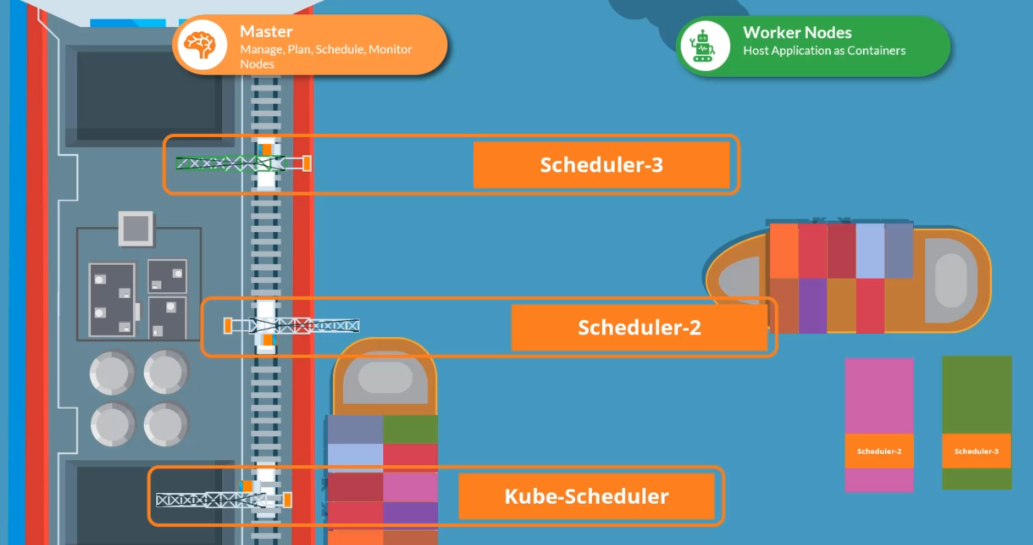 Master
Manage, Plan, Schedule, Monitor
Nodes
Worker Nodes
Host Application as Containers
Scheduler-3
Scheduler-2
Scheduler-2
Scheduler-3
Kube-Scheduler